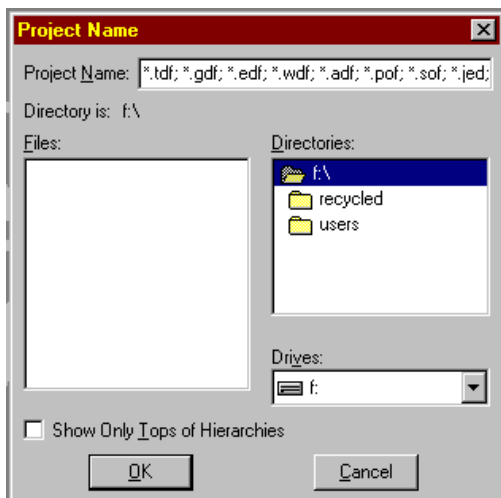 Project Name
Project Name: *.tdf; *.gdf; *.edf; *.wdf; *.adf; *.pof; *.sof; *.jed;
Directory is: f:\
Files:
Directories:
f:\
recycled
users
Drives:
f:
Show Only Tops of Hierarchies
OK Cancel